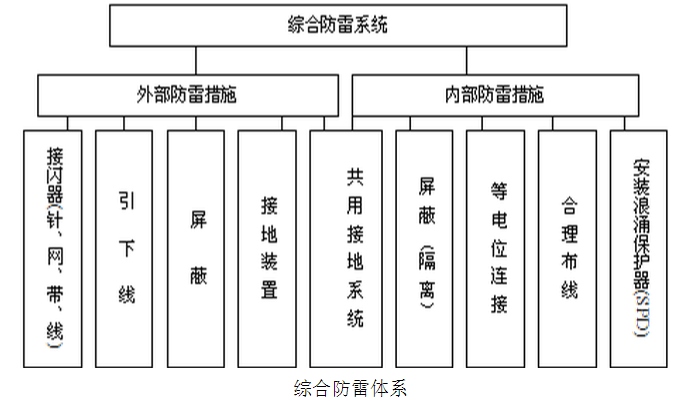 综合防雷系统
外部防雷措施
内部防雷措施
接闪器(针、网、带、线)
引下线
屏蔽
接地装置
共用接地系统
屏蔽(隔离)
等电位连接
合理布线
安装浪涌保护器(SPD)
综合防雷体系